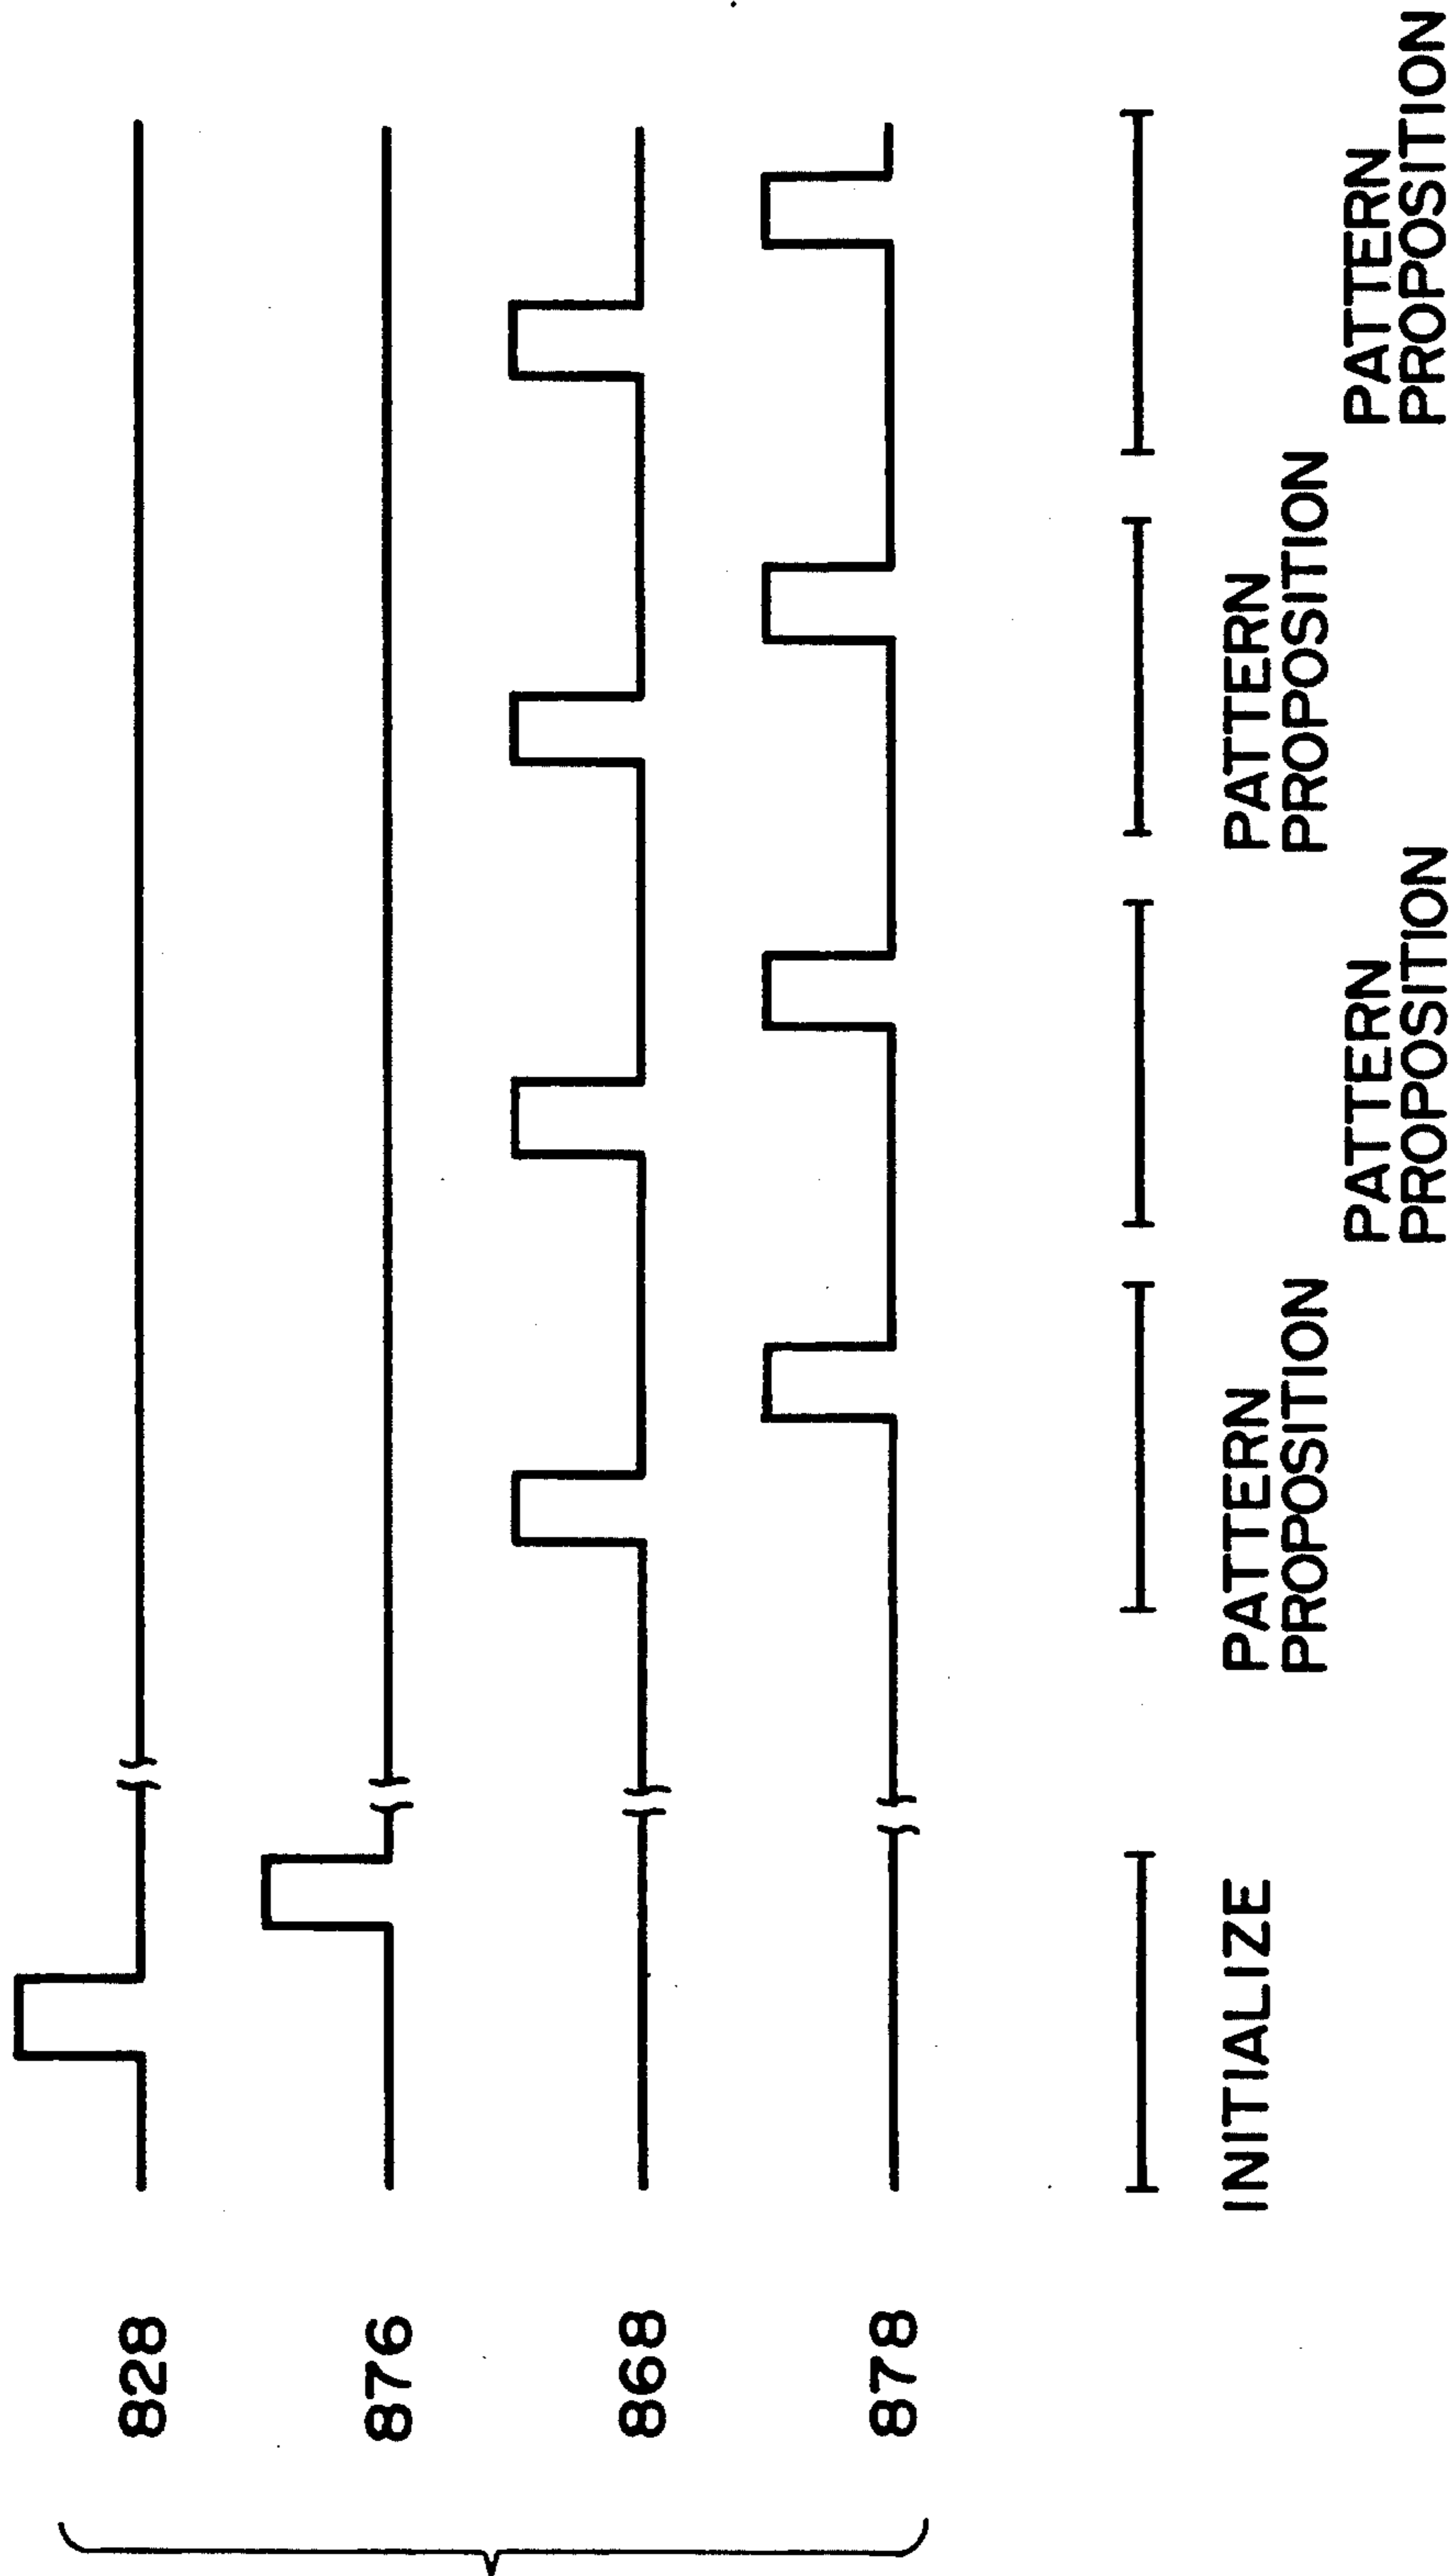 828
876
868
878
INITIALIZE
PATTERN
PROPOSITION
PATTERN
PROPOSITION
PATTERN
PROPOSITION
PATTERN
PROPOSITION